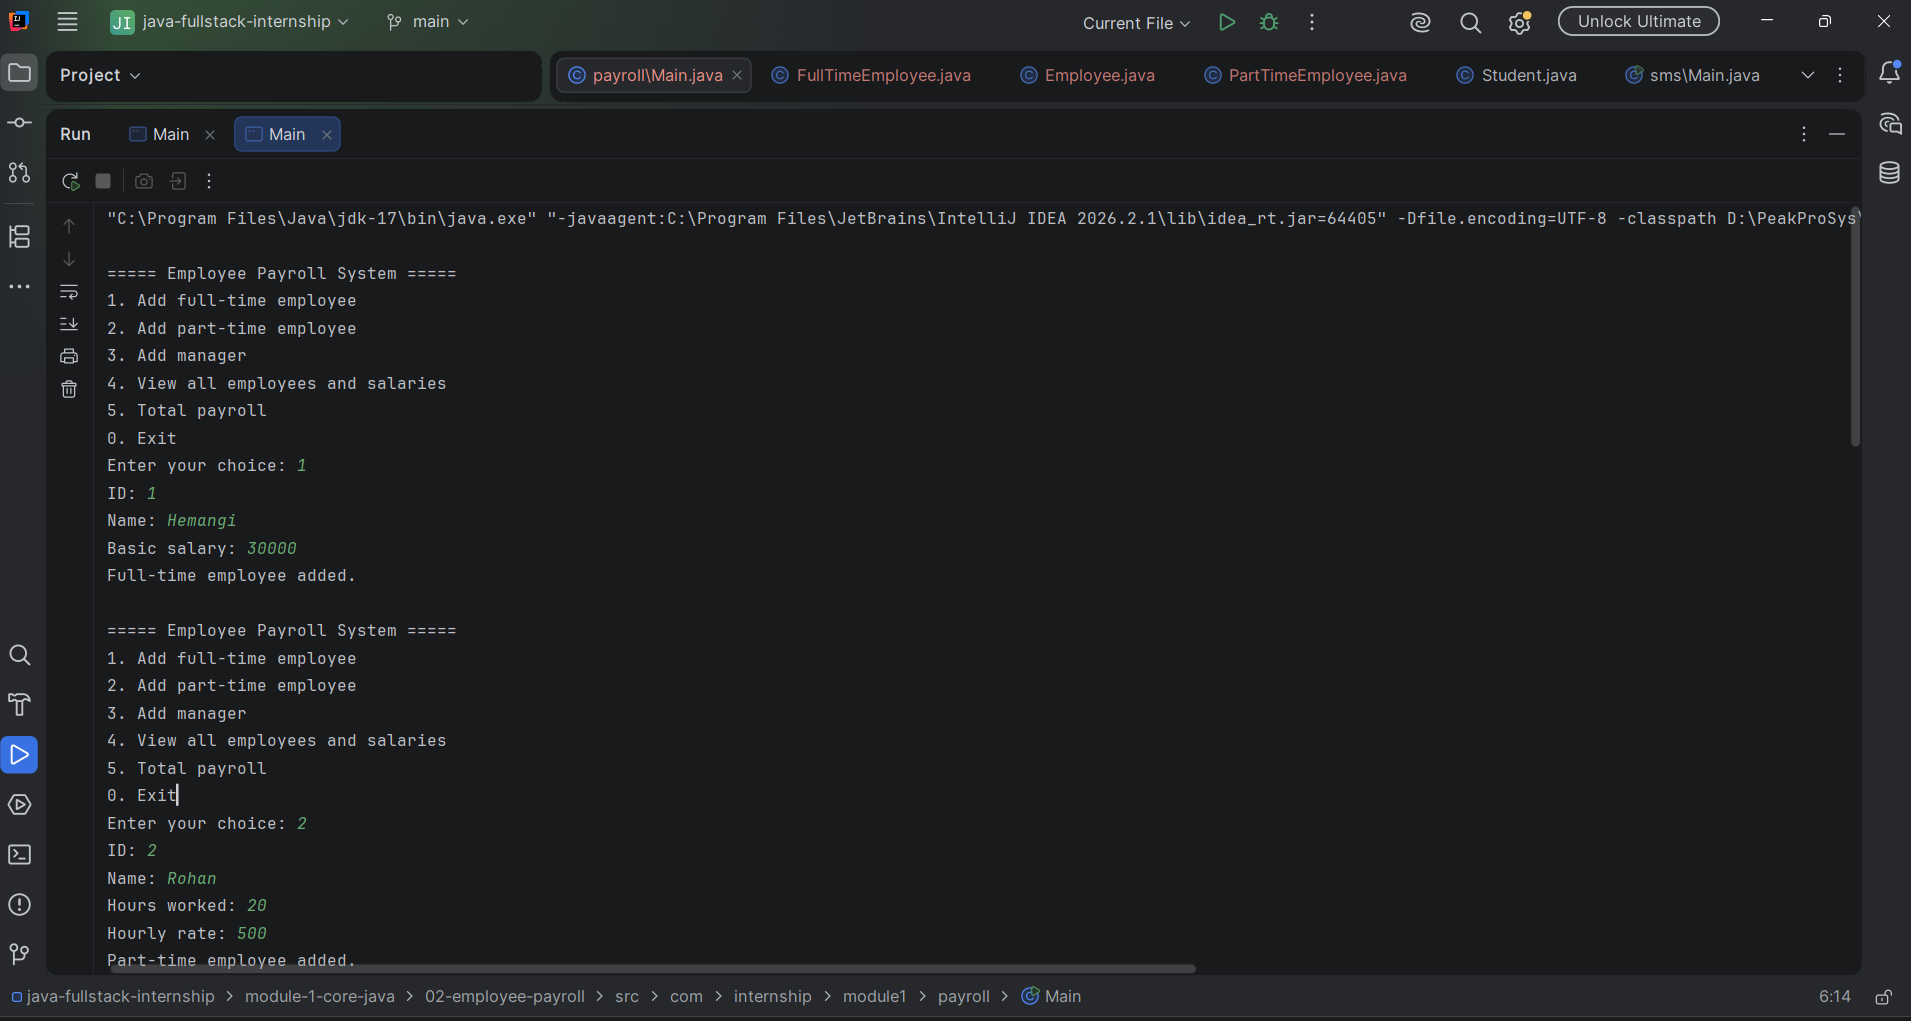 JI java-fullstack-internship main Current File Unlock Ultimate
Project payroll\Main.java FullTimeEmployee.java Employee.java PartTimeEmployee.java Student.java sms\Main.java
Run Main Main
"C:\Program Files\Java\jdk-17\bin\java.exe" "-javaagent:C:\Program Files\JetBrains\IntelliJ IDEA 2026.2.1\lib\idea_rt.jar=64405" -Dfile.encoding=UTF-8 -classpath D:\PeakProSys\
===== Employee Payroll System =====
1. Add full-time employee
2. Add part-time employee
3. Add manager
4. View all employees and salaries
5. Total payroll
0. Exit
Enter your choice: 1
ID: 1
Name: Hemangi
Basic salary: 30000
Full-time employee added.
===== Employee Payroll System =====
1. Add full-time employee
2. Add part-time employee
3. Add manager
4. View all employees and salaries
5. Total payroll
0. Exit
Enter your choice: 2
ID: 2
Name: Rohan
Hours worked: 20
Hourly rate: 500
Part-time employee added.
java-fullstack-internship > module-1-core-java > 02-employee-payroll > src > com > internship > module1 > payroll > Main 6:14